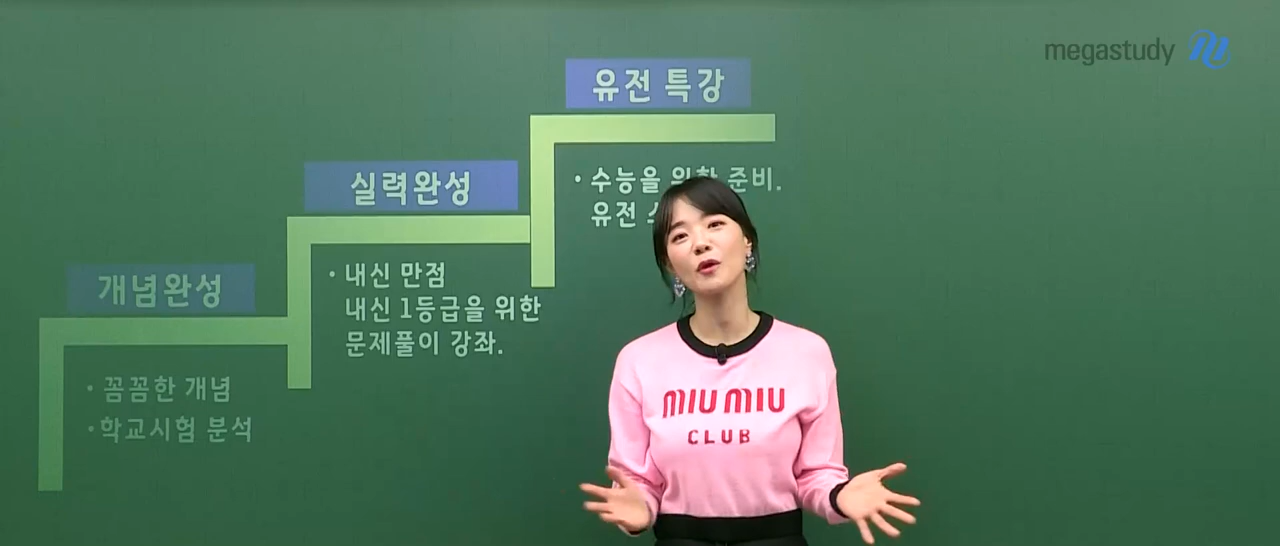 megastudy
유전 특강
• 수능을 위한 준비.
유전
실력완성
• 내신 만점
내신 1등급을 위한
문제풀이 강좌.
개념완성
• 꼼꼼한 개념
• 학교시험 분석
MIU MIU
CLUB